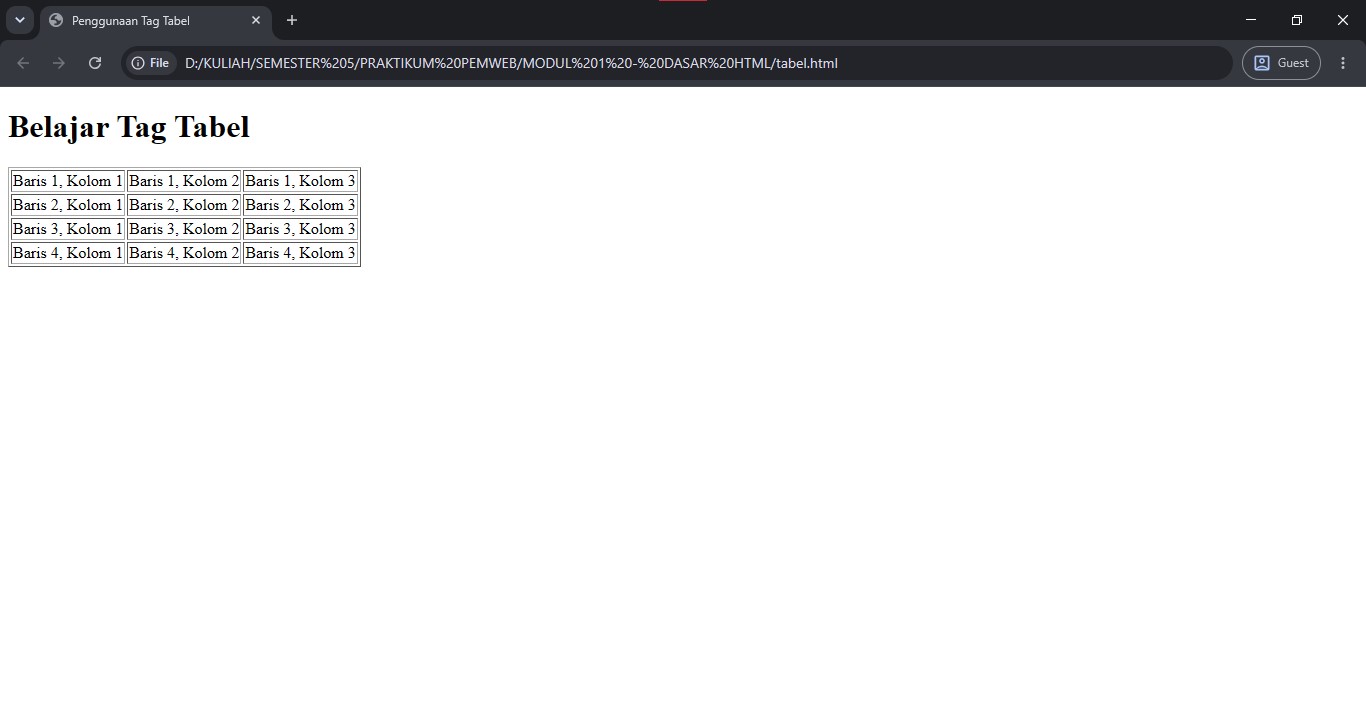 Penggunaan Tag Tabel
File D:/KULIAH/SEMESTER%205/PRAKTIKUM%20PEMWEB/MODUL%201%20-%20DASAR%20HTML/tabel.html Guest
Belajar Tag Tabel
Baris 1, Kolom 1 Baris 1, Kolom 2 Baris 1, Kolom 3
Baris 2, Kolom 1 Baris 2, Kolom 2 Baris 2, Kolom 3
Baris 3, Kolom 1 Baris 3, Kolom 2 Baris 3, Kolom 3
Baris 4, Kolom 1 Baris 4, Kolom 2 Baris 4, Kolom 3